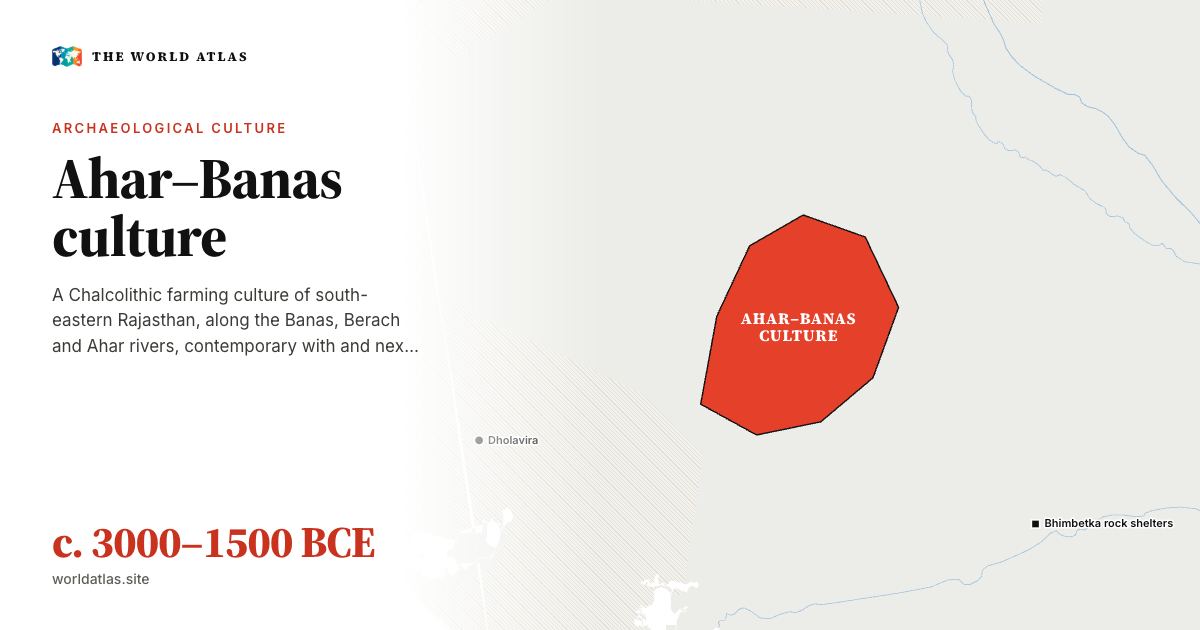 THE WORLD ATLAS
ARCHAEOLOGICAL CULTURE
Ahar–Banas
culture
A Chalcolithic farming culture of south-
eastern Rajasthan, along the Banas, Berach
and Ahar rivers, contemporary with and nex…
c. 3000–1500 BCE
worldatlas.site
AHAR–BANAS
CULTURE
Dholavira
Bhimbetka rock shelters